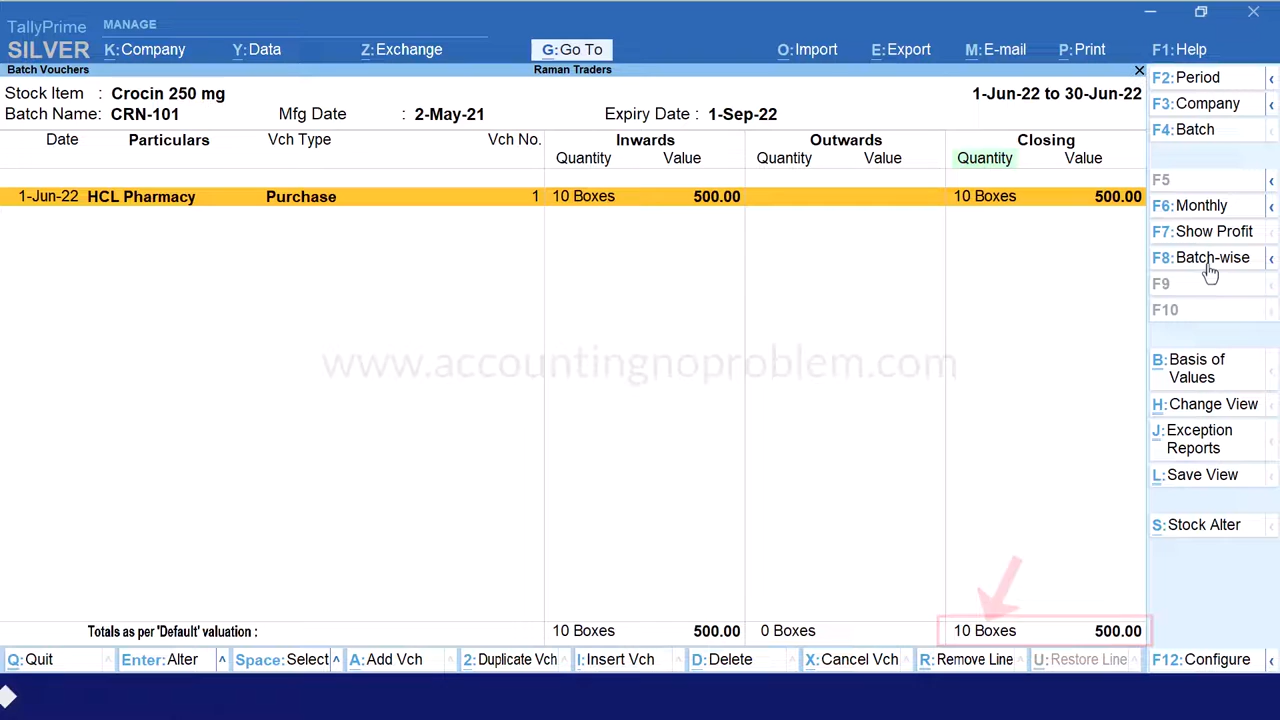 TallyPrime MANAGE
SILVER K:Company Y:Data Z:Exchange G:Go To O:Import E:Export M:E-mail P:Print F1:Help
Batch Vouchers Raman Traders
Stock Item : Crocin 250 mg 1-Jun-22 to 30-Jun-22
Batch Name: CRN-101 Mfg Date : 2-May-21 Expiry Date : 1-Sep-22
Date Particulars Vch Type Vch No. Inwards Outwards Closing
Quantity Value Quantity Value Quantity Value
1-Jun-22 HCL Pharmacy Purchase 1 10 Boxes 500.00 10 Boxes 500.00
www.accountingnoproblem.com
Totals as per 'Default' valuation : 10 Boxes 500.00 0 Boxes 10 Boxes 500.00
Q:Quit Enter:Alter Space:Select A:Add Vch 2:Duplicate Vch I:Insert Vch D:Delete X:Cancel Vch R:Remove Line U:Restore Line
F2:Period
F3:Company
F4:Batch
F5
F6:Monthly
F7:Show Profit
F8:Batch-wise
F9
F10
B:Basis of
Values
H:Change View
J:Exception
Reports
L:Save View
S:Stock Alter
F12:Configure